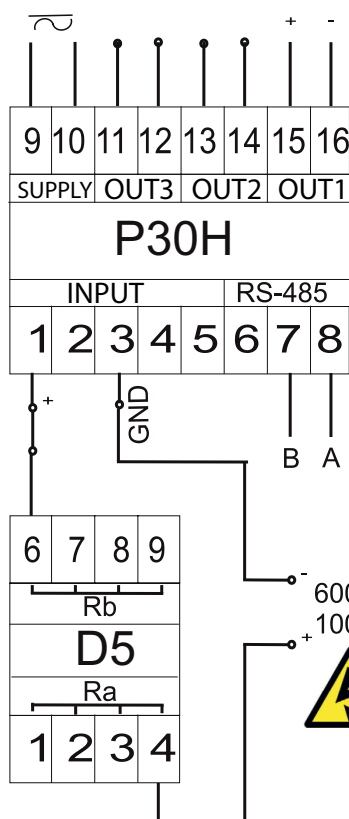 + -
9 10 11 12 13 14 15 16
SUPPLY OUT3 OUT2 OUT1
P30H
INPUT RS-485
1 2 3 4 5 6 7 8
+
GND
B A
6 7 8 9
Rb
D5
Ra
1 2 3 4
-
+